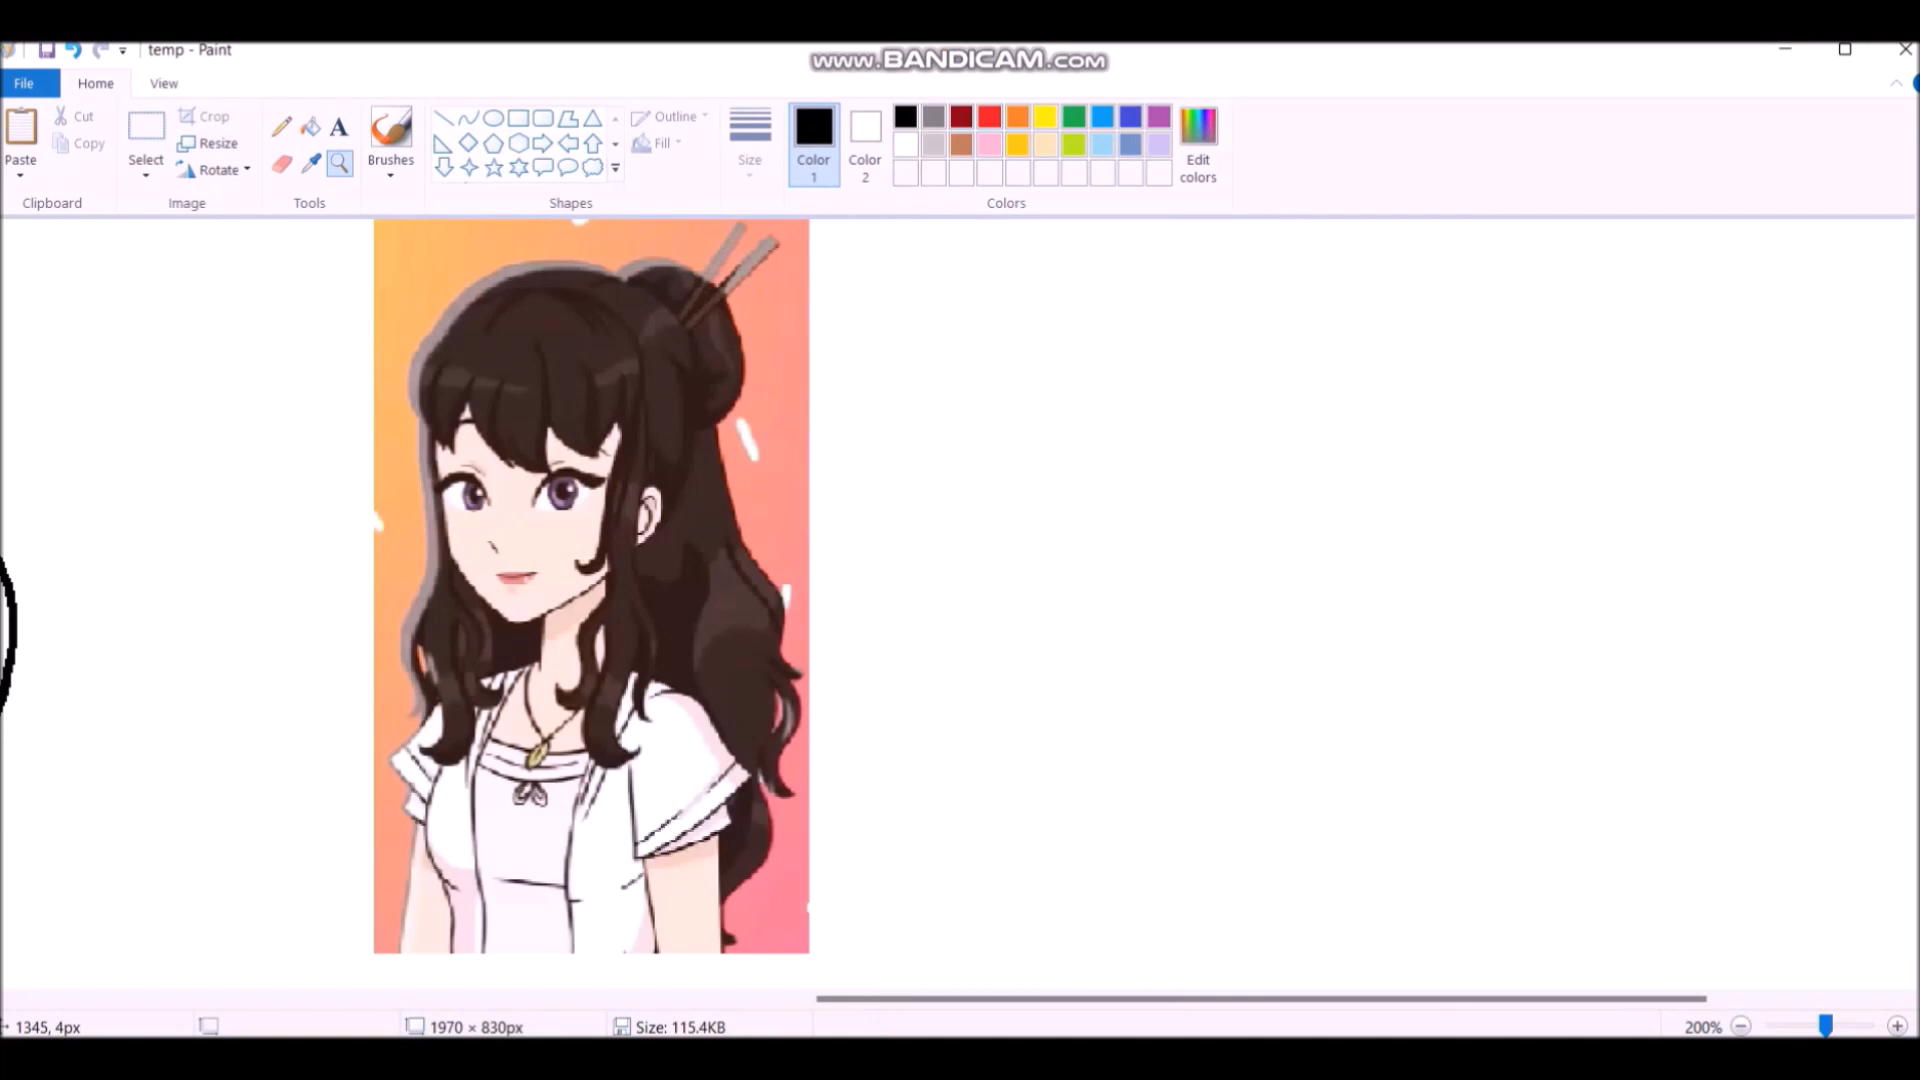 temp - Paint
www.BANDICAM.com
File Home View
Paste
Cut
Copy
Clipboard
Select
Crop
Resize
Rotate
Image
A
Tools
Brushes
Outline
Fill
Shapes
Size
Color 1
Color 2
Edit colors
Colors
1345, 4px
1970 × 830px
Size: 115.4KB
200%